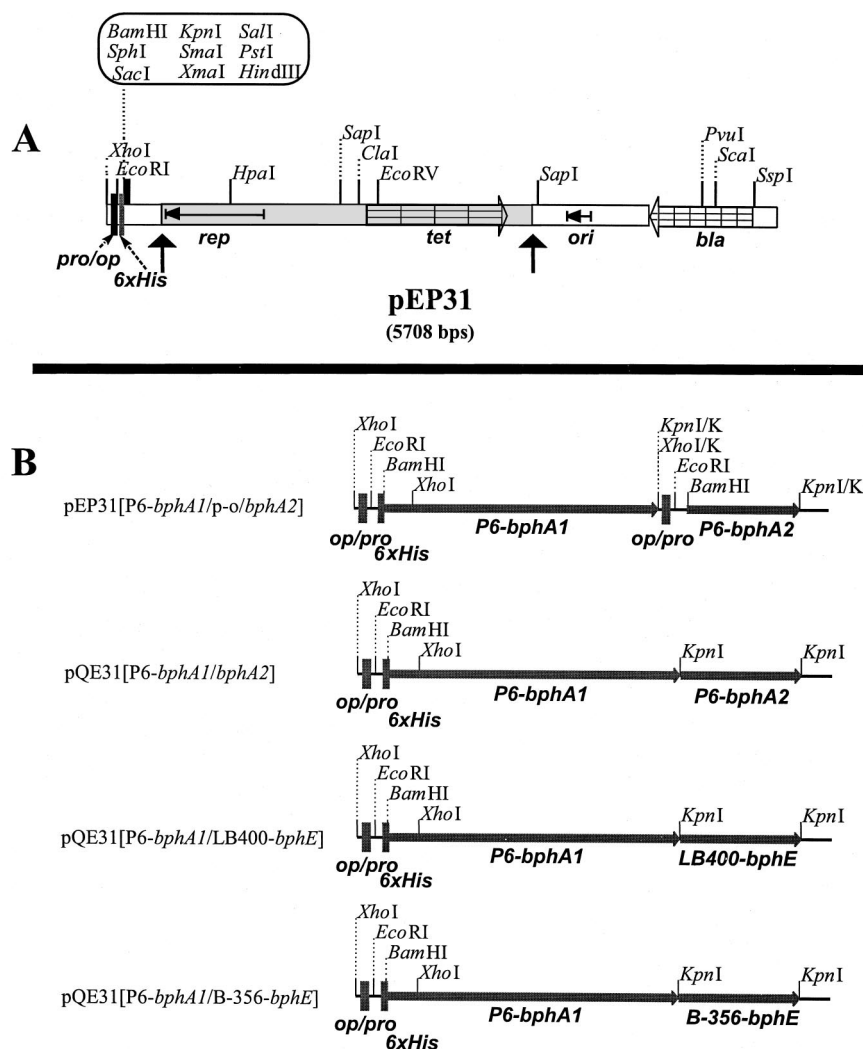 BamHI KpnI SalI
SphI SmaI PstI
SacI XmaI HindIII
A
XhoI
EcoRI
HpaI
SapI
ClaI
EcoRV
SapI
PvuI
ScaI
SspI
rep
tet
ori
bla
pro/op
6xHis
pEP31
(5708 bps)
B
XhoI
EcoRI
BamHI
XhoI
KpnI/K
XhoI/K
EcoRI
BamHI
KpnI/K
pEP31[P6-bphA1/p-o/bphA2]
op/pro
6xHis
P6-bphA1
op/pro
P6-bphA2
XhoI
EcoRI
BamHI
XhoI
KpnI
KpnI
pQE31[P6-bphA1/bphA2]
op/pro
6xHis
P6-bphA1
P6-bphA2
XhoI
EcoRI
BamHI
XhoI
KpnI
KpnI
pQE31[P6-bphA1/LB400-bphE]
op/pro
6xHis
P6-bphA1
LB400-bphE
XhoI
EcoRI
BamHI
XhoI
KpnI
KpnI
pQE31[P6-bphA1/B-356-bphE]
op/pro
6xHis
P6-bphA1
B-356-bphE